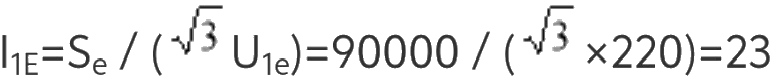 I₁E=Sₑ / (√3 U₁ₑ)=90000 / (√3 ×220)=23